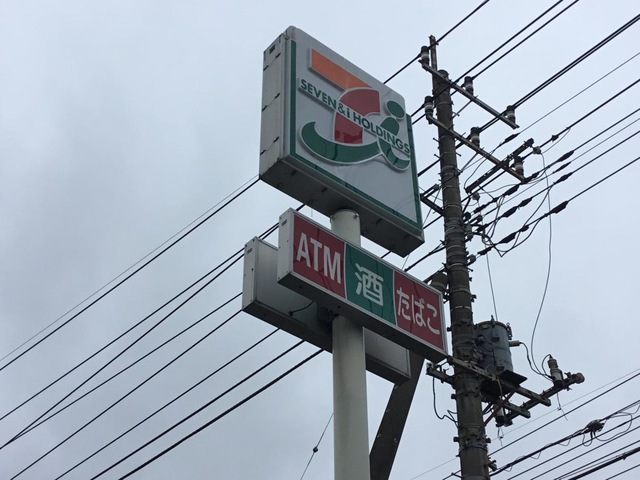 SEVEN & i HOLDINGS
ATM 酒 たばこ